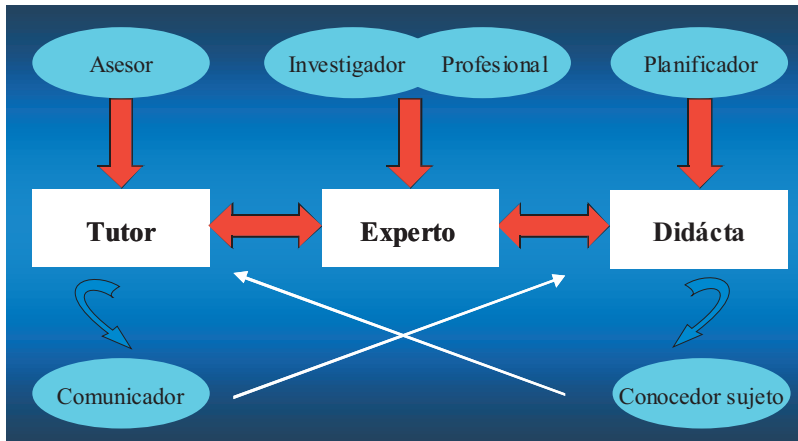 Asesor
Investigador
Profesional
Planificador
Tutor
Experto
Didácta
Comunicador
Conocedor sujeto